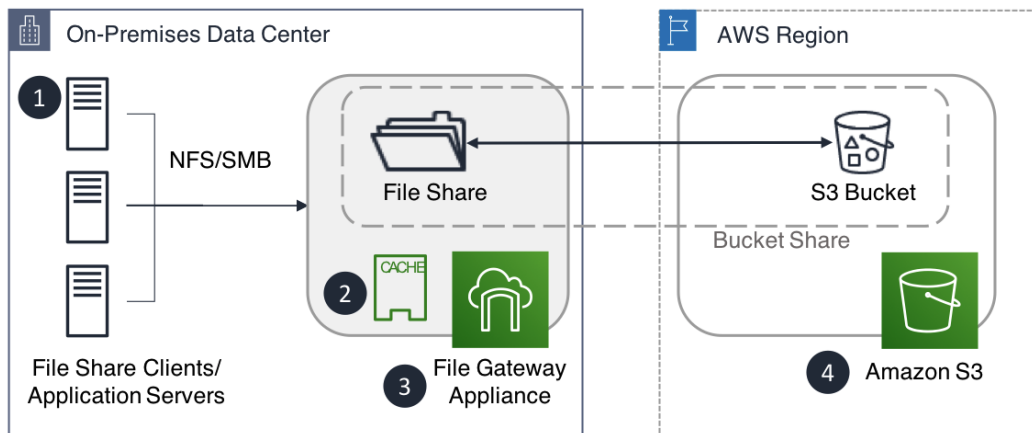 On-Premises Data Center
AWS Region
1
NFS/SMB
File Share
S3 Bucket
Bucket Share
2
CACHE
File Share Clients/
Application Servers
3
File Gateway
Appliance
4
Amazon S3